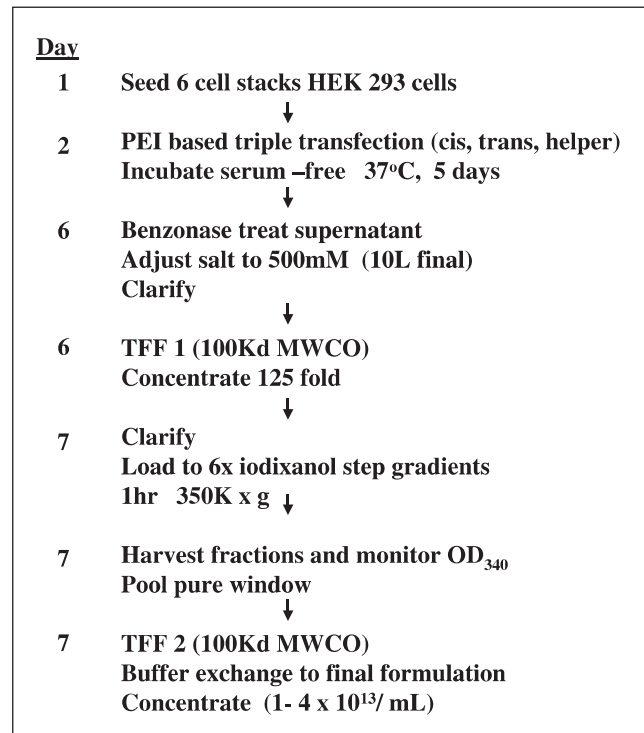 Day
1 Seed 6 cell stacks HEK 293 cells
2 PEI based triple transfection (cis, trans, helper)
Incubate serum –free 37°C, 5 days
6 Benzonase treat supernatant
Adjust salt to 500mM (10L final)
Clarify
6 TFF 1 (100Kd MWCO)
Concentrate 125 fold
7 Clarify
Load to 6x iodixanol step gradients
1hr 350K x g
7 Harvest fractions and monitor OD₃₄₀
Pool pure window
7 TFF 2 (100Kd MWCO)
Buffer exchange to final formulation
Concentrate (1- 4 x 10¹³/ mL)